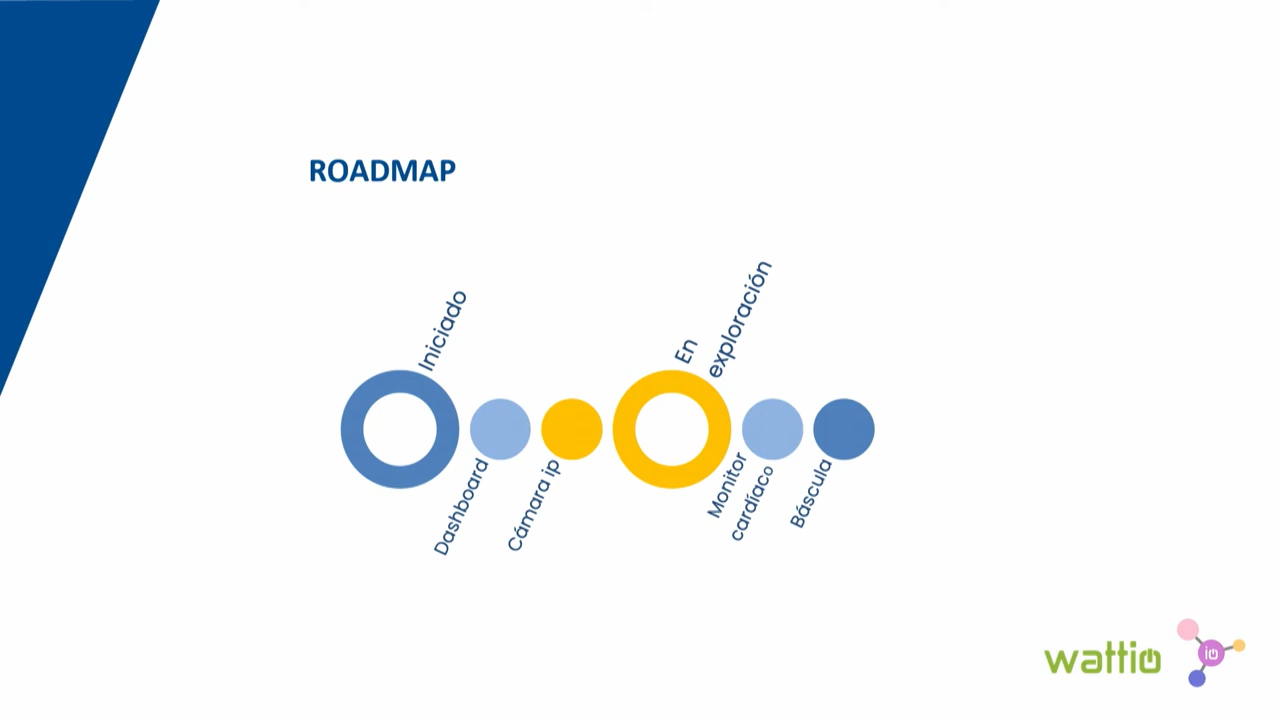 ROADMAP
Iniciado
Dashboard
Cámara ip
En
exploración
Monitor
cardíaco
Báscula
wattio
io